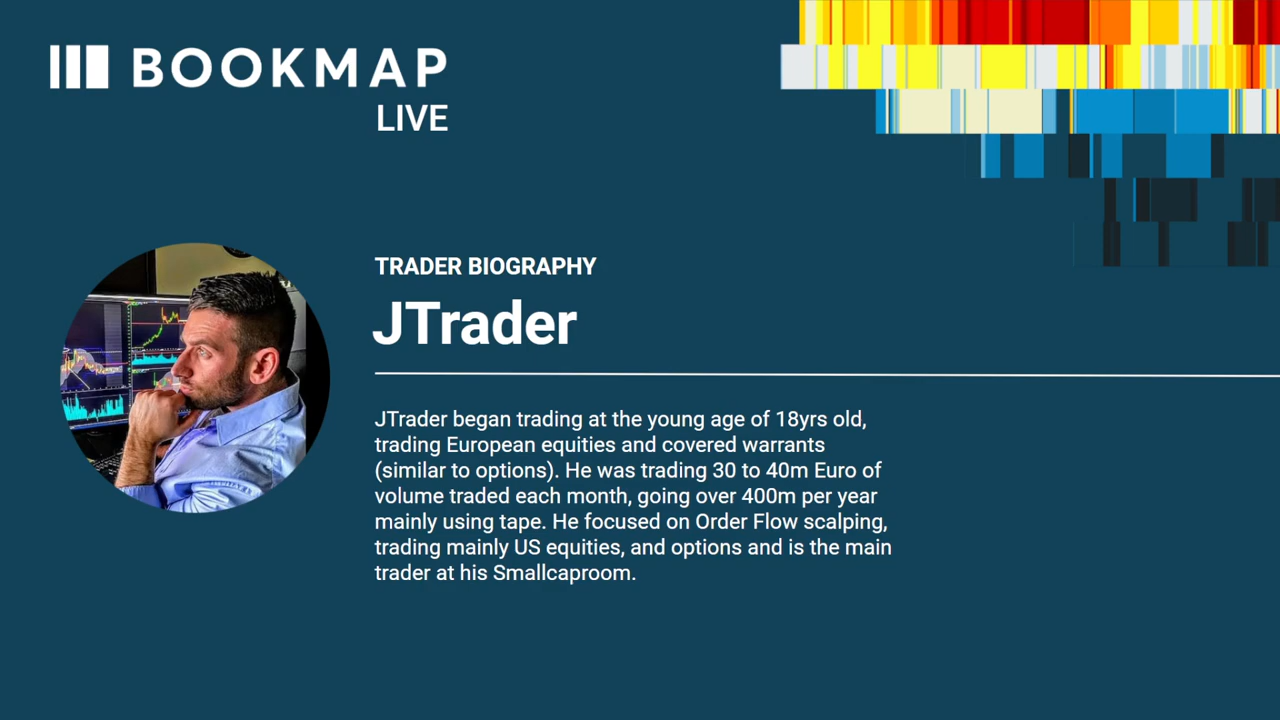 BOOKMAP
LIVE
TRADER BIOGRAPHY
JTrader
JTrader began trading at the young age of 18yrs old,
trading European equities and covered warrants
(similar to options). He was trading 30 to 40m Euro of
volume traded each month, going over 400m per year
mainly using tape. He focused on Order Flow scalping,
trading mainly US equities, and options and is the main
trader at his Smallcaproom.